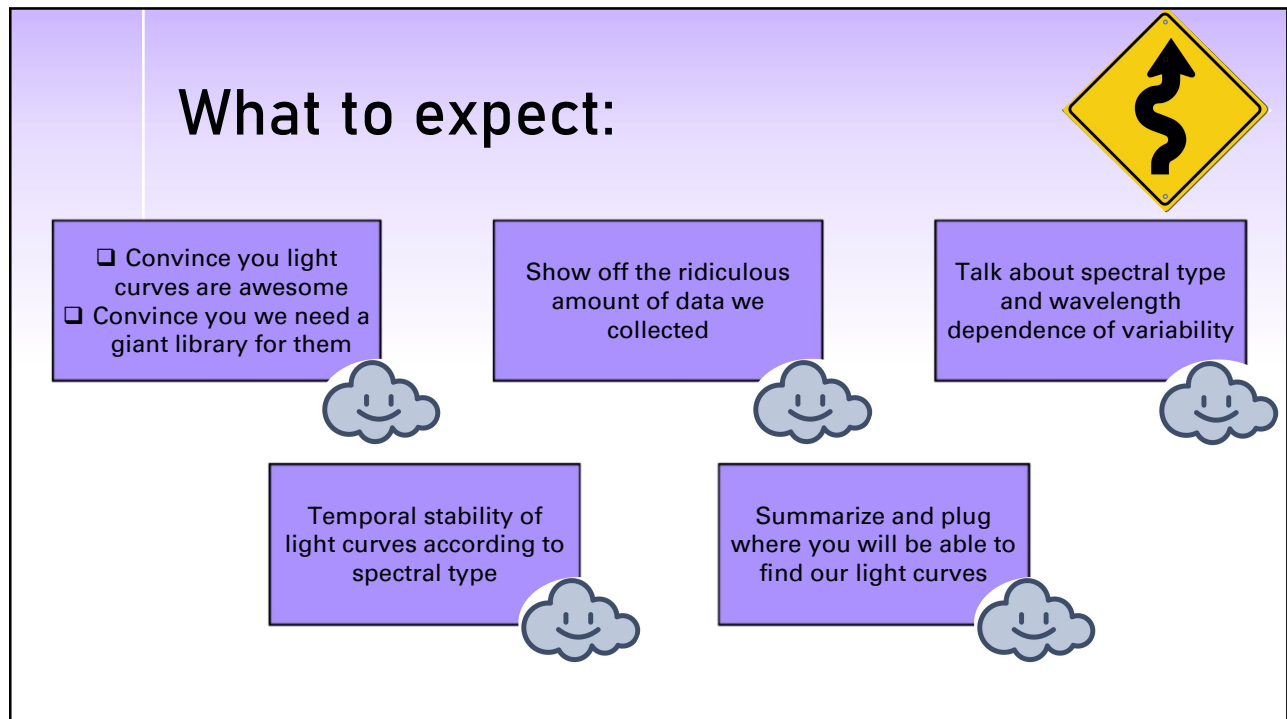 What to expect:
❑ Convince you light
curves are awesome
❑ Convince you we need a
giant library for them
Show off the ridiculous
amount of data we
collected
Talk about spectral type
and wavelength
dependence of variability
Temporal stability of
light curves according to
spectral type
Summarize and plug
where you will be able to
find our light curves